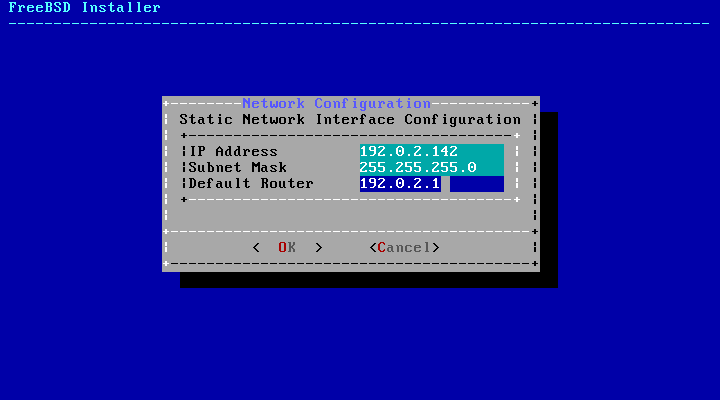 FreeBSD Installer
Network Configuration
Static Network Interface Configuration
IP Address 192.0.2.142
Subnet Mask 255.255.255.0
Default Router 192.0.2.1
< OK > <Cancel>